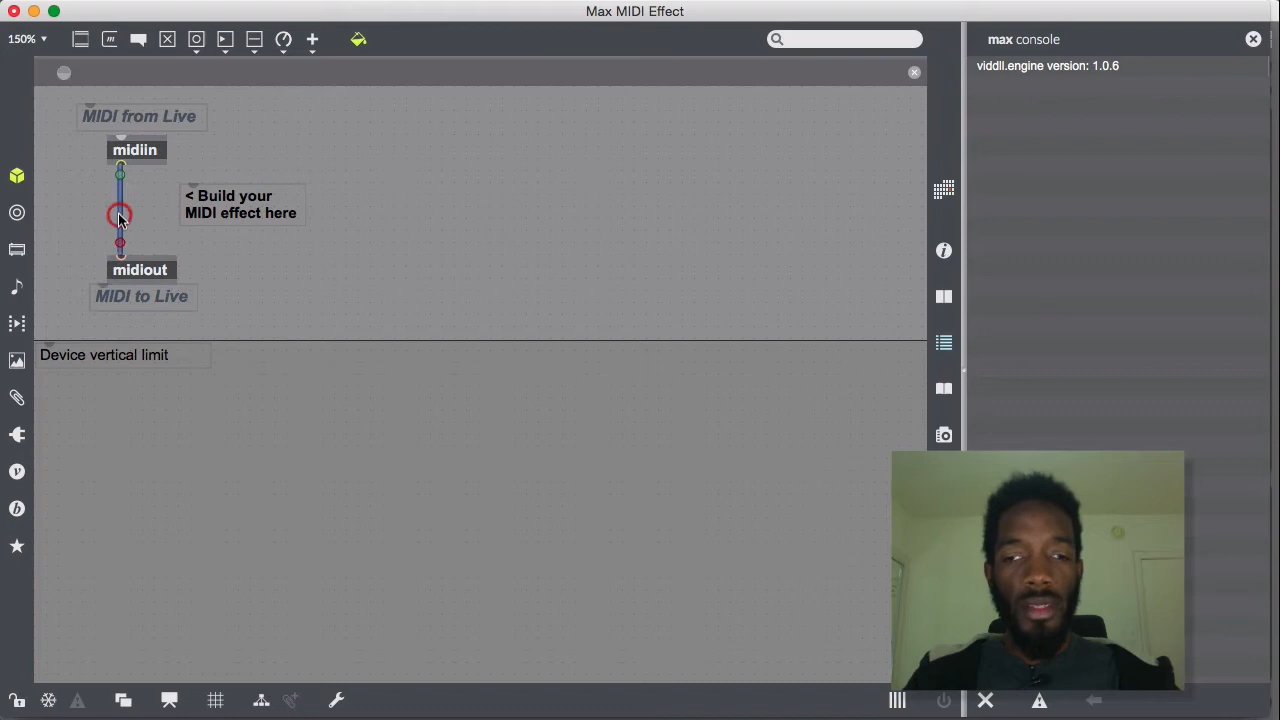 Max MIDI Effect
150%
max console
viddll.engine version: 1.0.6
MIDI from Live
midiin
< Build your
MIDI effect here
midiout
MIDI to Live
Device vertical limit